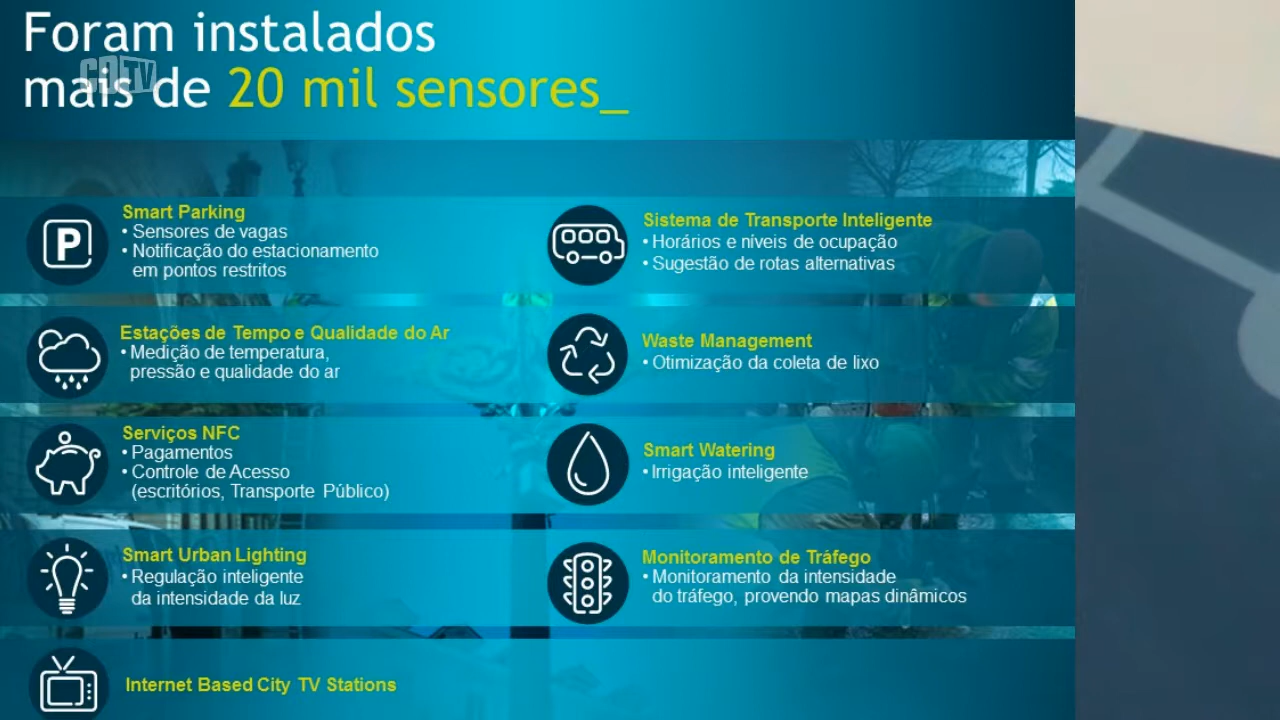 Foram instalados
mais de 20 mil sensores_
CDTV
Smart Parking
• Sensores de vagas
• Notificação do estacionamento
em pontos restritos
Estações de Tempo e Qualidade do Ar
• Medição de temperatura,
pressão e qualidade do ar
Serviços NFC
• Pagamentos
• Controle de Acesso
(escritórios, Transporte Público)
Smart Urban Lighting
• Regulação inteligente
da intensidade da luz
Internet Based City TV Stations
Sistema de Transporte Inteligente
• Horários e níveis de ocupação
• Sugestão de rotas alternativas
Waste Management
• Otimização da coleta de lixo
Smart Watering
• Irrigação inteligente
Monitoramento de Tráfego
• Monitoramento da intensidade
do tráfego, provendo mapas dinâmicos